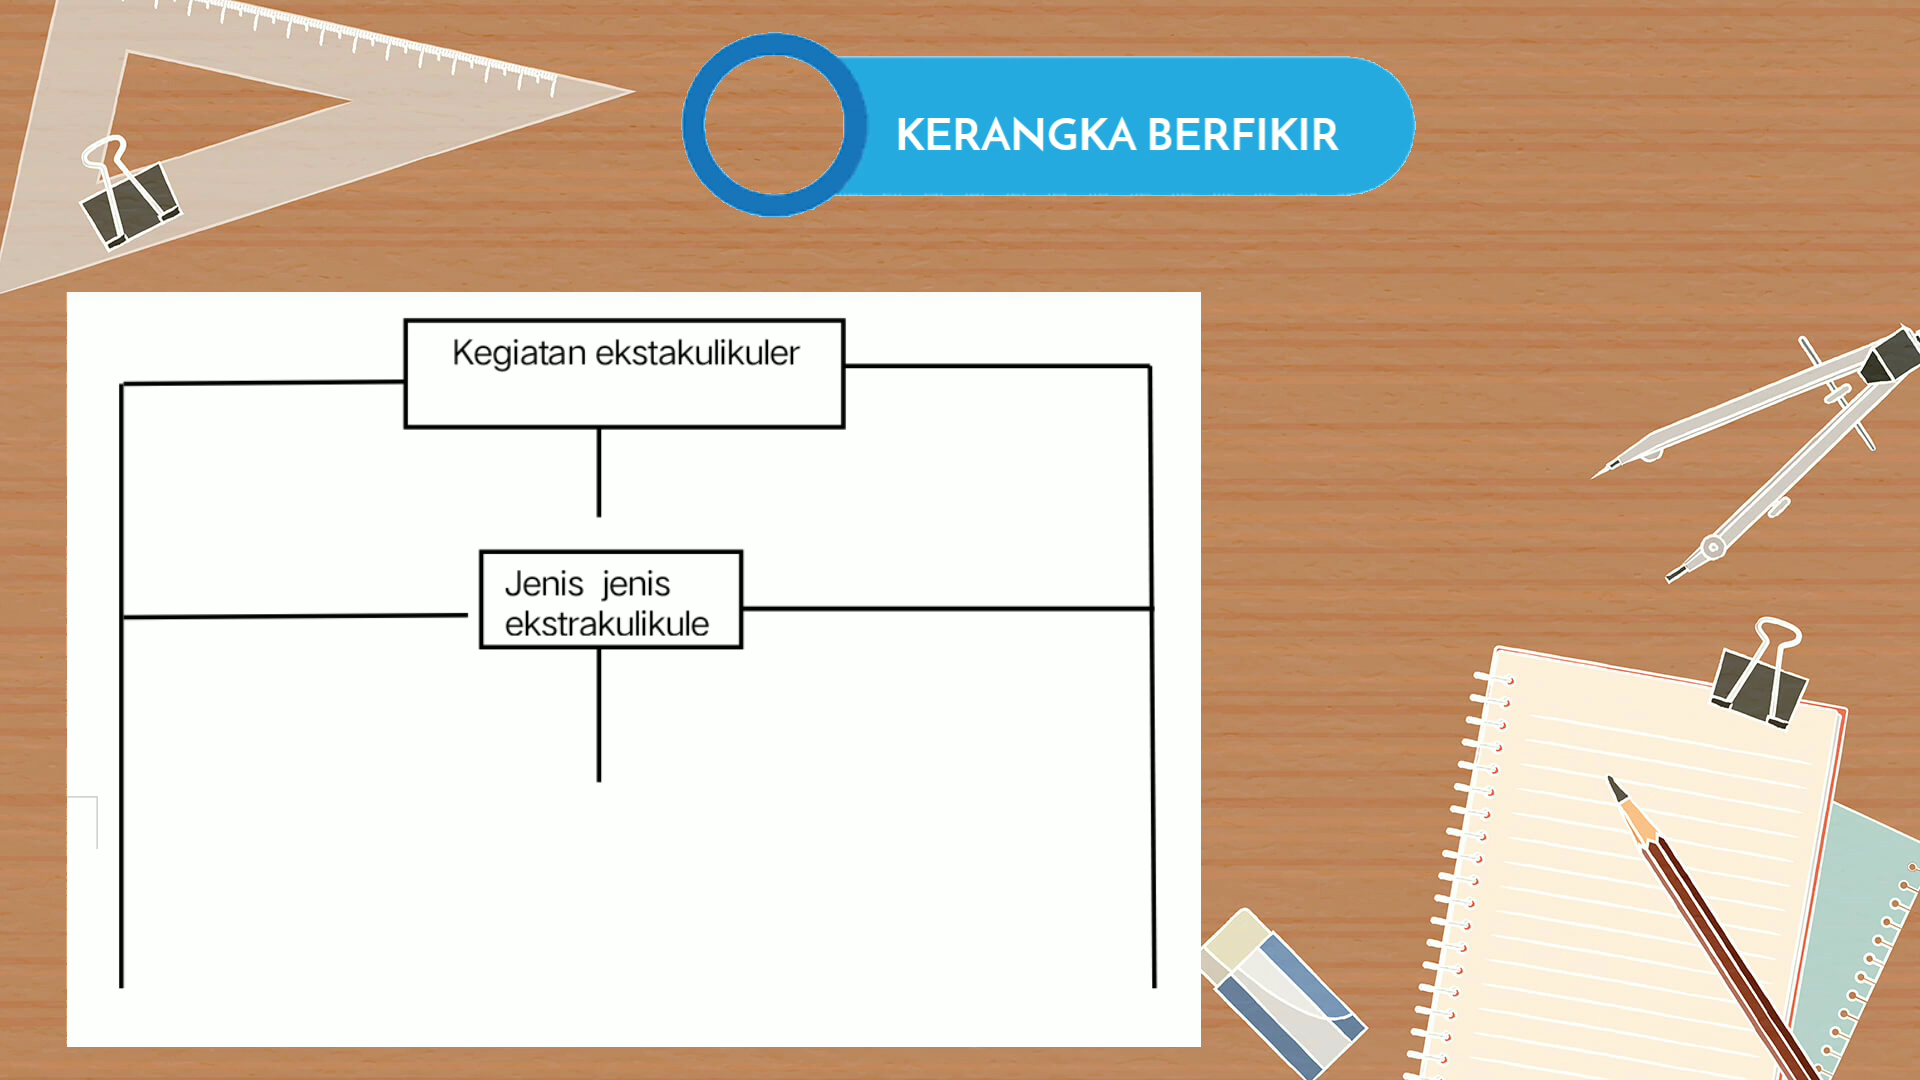 KERANGKA BERFIKIR
Kegiatan ekstakulikuler
Jenis jenis
ekstrakulikule